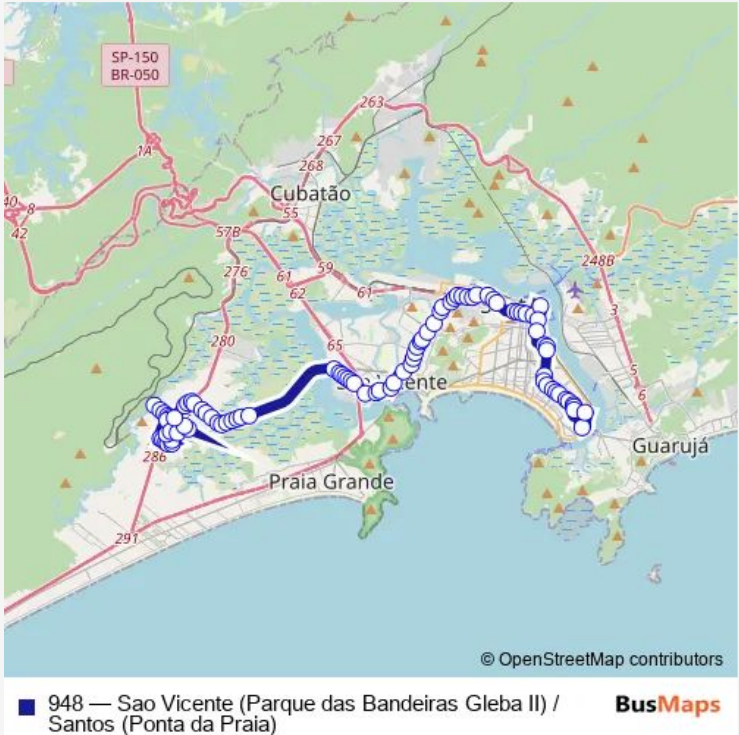 SP-150
BR-050
263
267
1A
268
Cubatão
40
8
55
42
57B
248B
276
59
61
61
62
3
280
65
5
6
Guarujá
286
Praia Grande
291
© OpenStreetMap contributors
948 — Sao Vicente (Parque das Bandeiras Gleba II) /
Santos (Ponta da Praia)
BusMaps